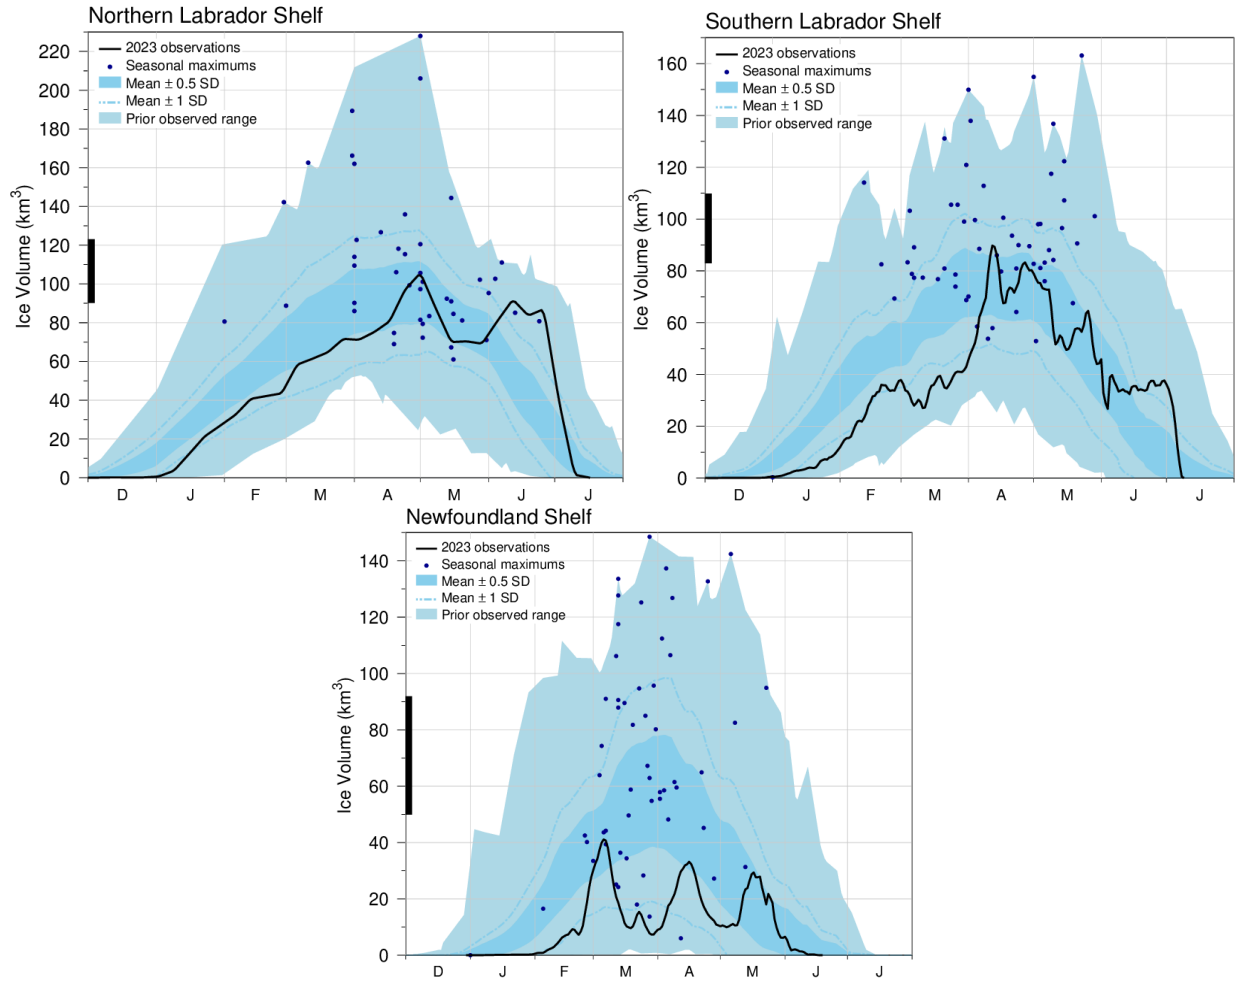 Northern Labrador Shelf
2023 observations
Seasonal maximums
Mean ± 0.5 SD
Mean ± 1 SD
Prior observed range
Ice Volume (km3)
220
200
180
160
140
120
100
80
60
40
20
0
D J F M A M J J
Southern Labrador Shelf
2023 observations
Seasonal maximums
Mean ± 0.5 SD
Mean ± 1 SD
Prior observed range
Ice Volume (km3)
160
140
120
100
80
60
40
20
0
D J F M A M J J
Newfoundland Shelf
2023 observations
Seasonal maximums
Mean ± 0.5 SD
Mean ± 1 SD
Prior observed range
Ice Volume (km3)
140
120
100
80
60
40
20
0
D J F M A M J J